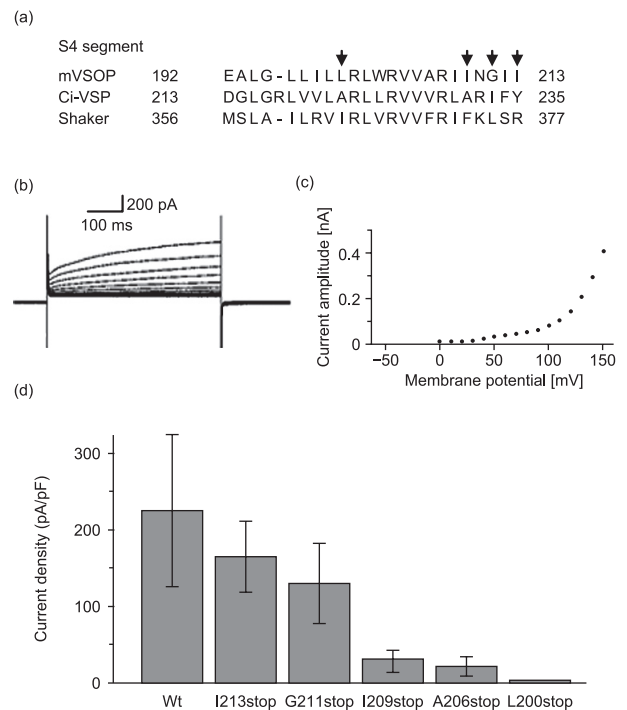 (a)
S4 segment
mVSOP 192 EALG-LLILLRLWRVVARIINGII 213
Ci-VSP 213 DGLGRLVVLARLLRVVRLARIFY 235
Shaker 356 MSLA-ILRVIRLVRVVFRIFKLSR 377
(b)
200 pA
100 ms
(c)
Current amplitude [nA]
0.4
0.2
0
−50 0 50 100 150
Membrane potential [mV]
(d)
Current density (pA/pF)
300
200
100
0
Wt I213stop G211stop I209stop A206stop L200stop